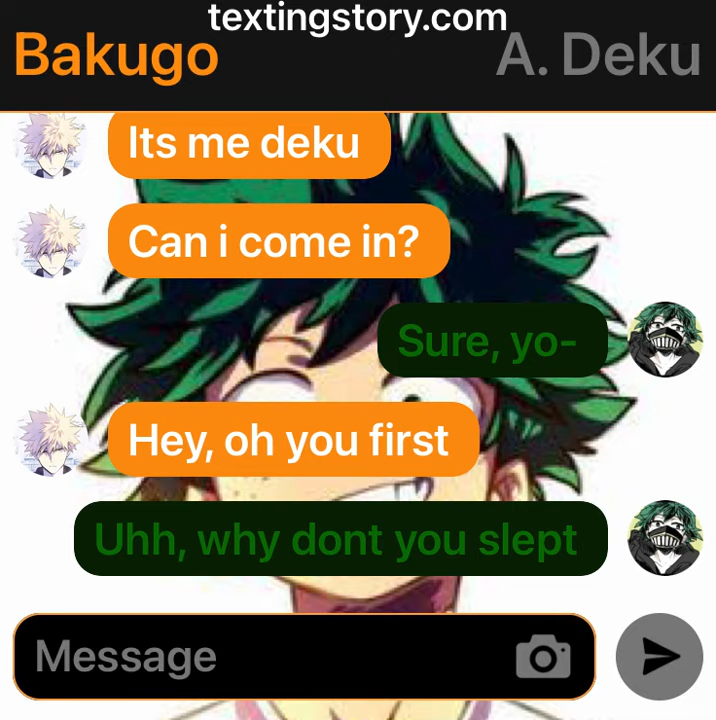 textingstory.com
Bakugo
A. Deku
Its me deku
Can i come in?
Sure, yo-
Hey, oh you first
Uhh, why dont you slept
Message